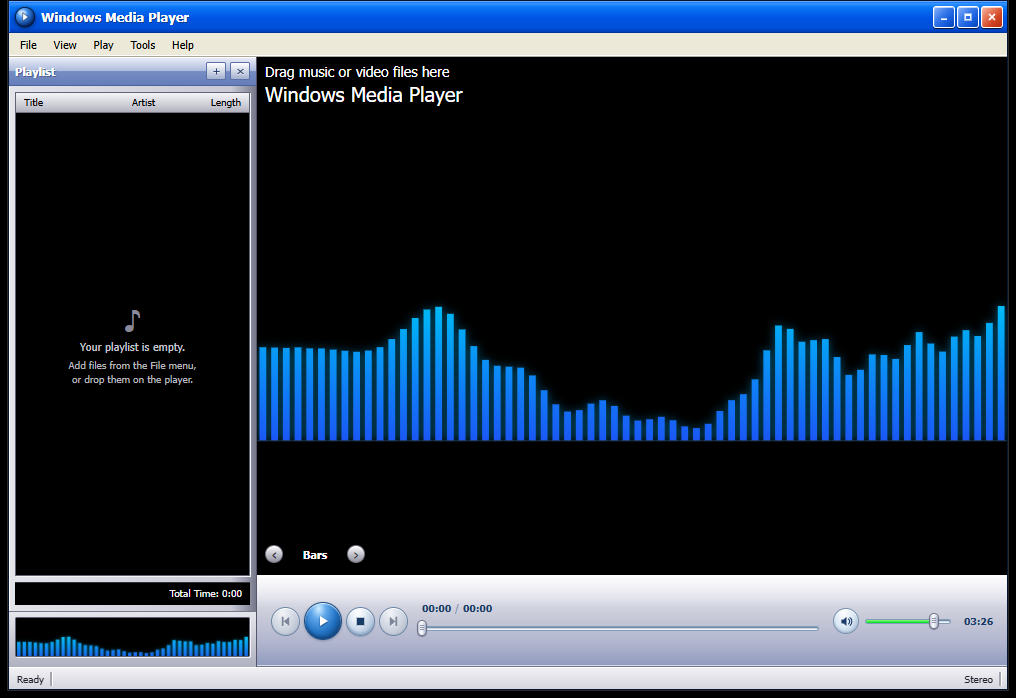 Windows Media Player
File View Play Tools Help
Playlist
Title Artist Length
Your playlist is empty.
Add files from the File menu,
or drop them on the player.
Total Time: 0:00
Drag music or video files here
Windows Media Player
Bars
00:00 / 00:00
03:26
Ready
Stereo